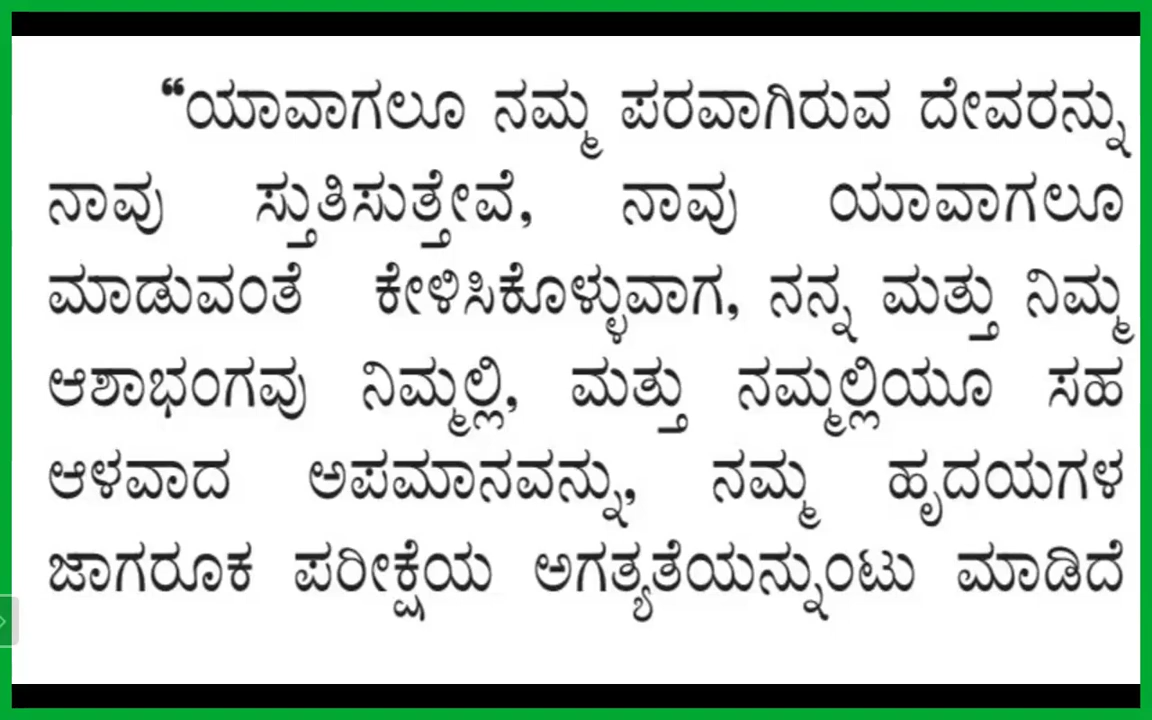 “ಯಾವಾಗಲೂ ನಮ್ಮ ಪರವಾಗಿರುವ ದೇವರನ್ನು
ನಾವು ಸ್ತುತಿಸುತ್ತೇವೆ, ನಾವು ಯಾವಾಗಲೂ
ಮಾಡುವಂತೆ ಕೇಳಿಸಿಕೊಳ್ಳುವಾಗ, ನನ್ನ ಮತ್ತು ನಿಮ್ಮ
ಆಶಾಭಂಗವು ನಿಮ್ಮಲ್ಲಿ, ಮತ್ತು ನಮ್ಮಲ್ಲಿಯೂ ಸಹ
ಆಳವಾದ ಅಪಮಾನವನ್ನು, ನಮ್ಮ ಹೃದಯಗಳ
ಜಾಗರೂಕ ಪರೀಕ್ಷೆಯ ಅಗತ್ಯತೆಯನ್ನುಂಟು ಮಾಡಿದೆ